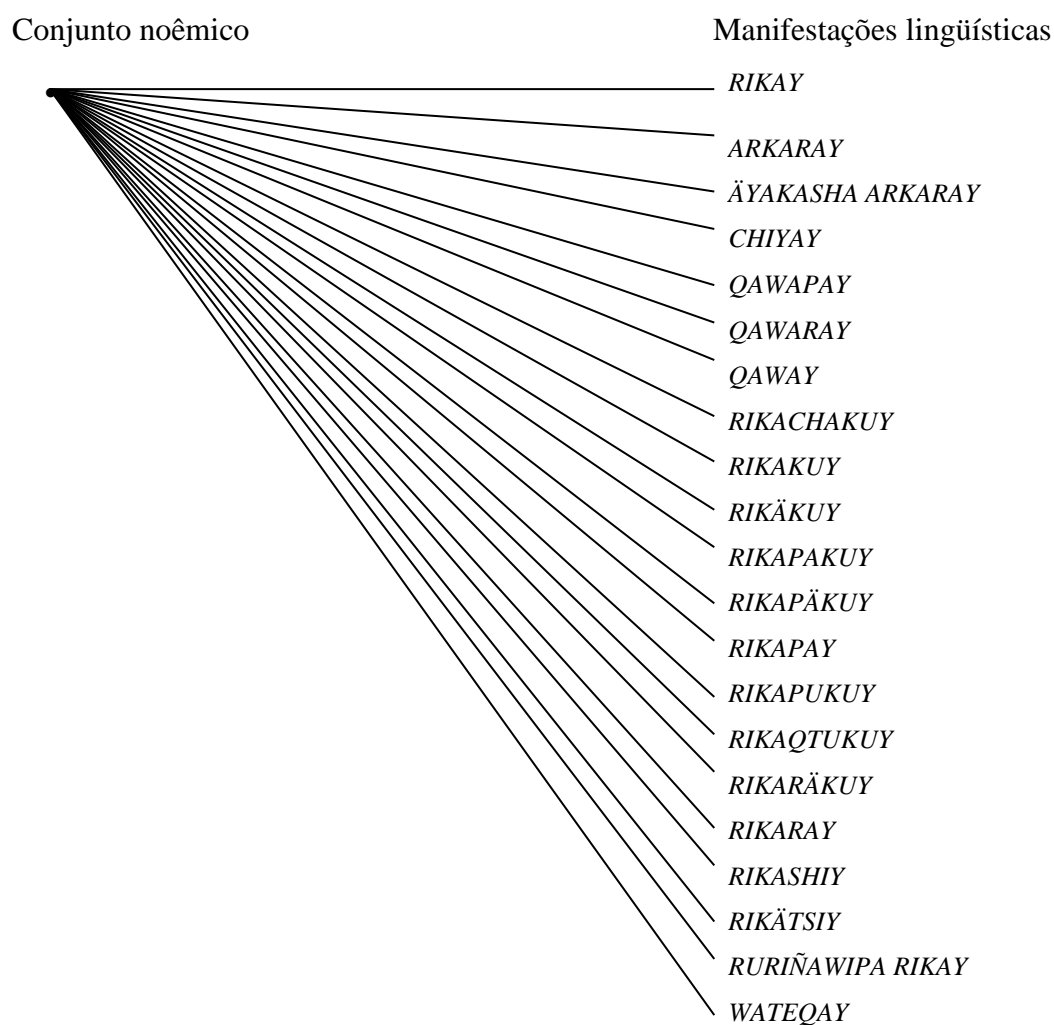 Conjunto noêmico Manifestações lingüísticas
RIKAY
ARKARAY
ÄYAKASHA ARKARAY
CHIYAY
QAWAPAY
QAWARAY
QAWAY
RIKACHAKUY
RIKAKUY
RIKÄKUY
RIKAPAKUY
RIKAPÄKUY
RIKAPAY
RIKAPUKUY
RIKAQTUKUY
RIKARÄKUY
RIKARAY
RIKASHIY
RIKÄTSIY
RURIÑAWIPA RIKAY
WATEQAY